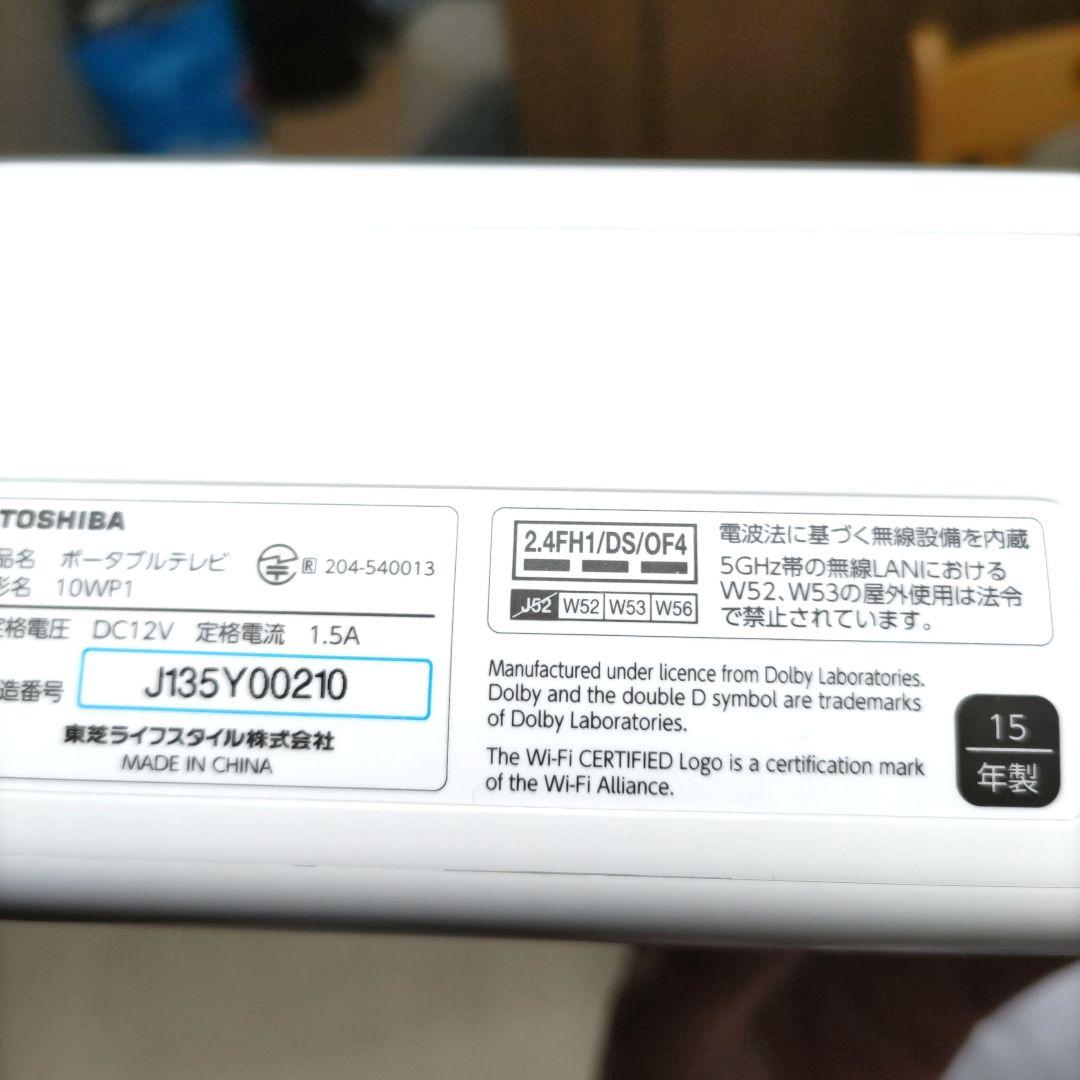 TOSHIBA
品名 ポータブルテレビ
形名 10WP1
R 204-540013
定格電圧 DC12V 定格電流 1.5A
製造番号 J135Y00210
東芝ライフスタイル株式会社
MADE IN CHINA
2.4FH1/DS/OF4
J52 W52 W53 W56
電波法に基づく無線設備を内蔵
5GHz帯の無線LANにおける
W52、W53の屋外使用は法令
で禁止されています。
Manufactured under licence from Dolby Laboratories.
Dolby and the double D symbol are trademarks
of Dolby Laboratories.
The Wi-Fi CERTIFIED Logo is a certification mark
of the Wi-Fi Alliance.
15
年製